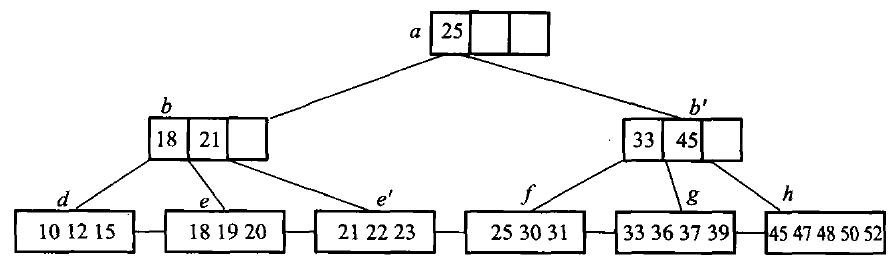 a 25
b b'
18 21 33 45
d e e' f g h
10 12 15 18 19 20 21 22 23 25 30 31 33 36 37 39 45 47 48 50 52